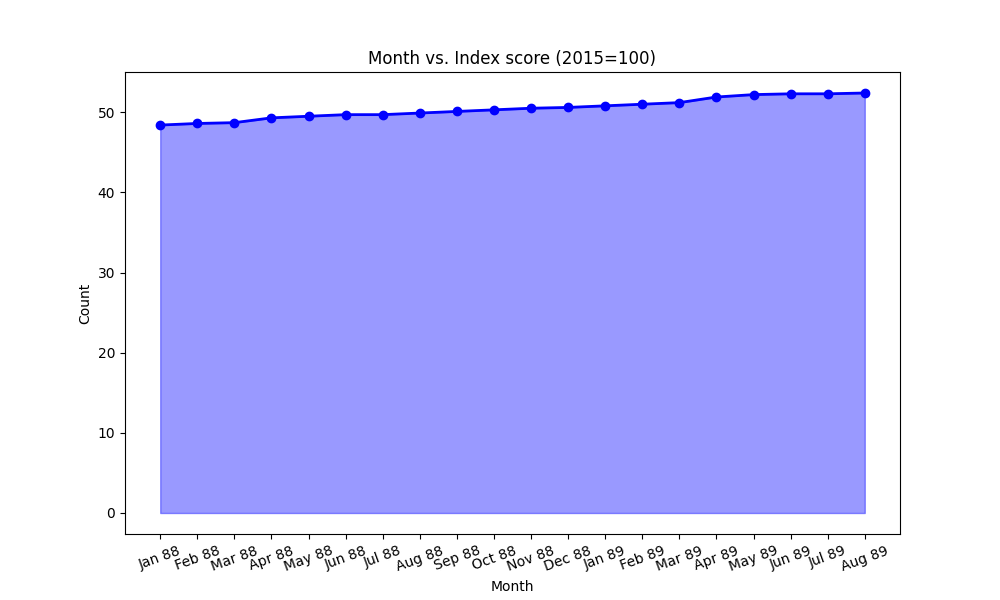 Month vs. Index score (2015=100)
50
40
30
20
10
0
Count
Jan 88 Feb 88 Mar 88 Apr 88 May 88 Jun 88 Jul 88 Aug 88 Sep 88 Oct 88 Nov 88 Dec 88 Jan 89 Feb 89 Mar 89 Apr 89 May 89 Jun 89 Jul 89 Aug 89
Month